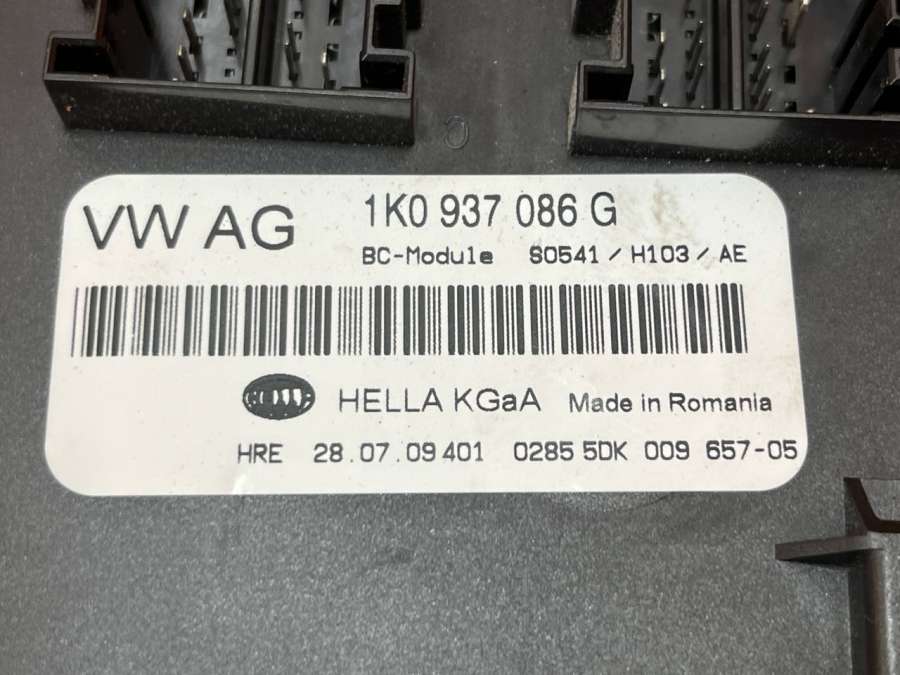 VW AG 1K0 937 086 G
BC-Module S0541 / H103 / AE
HELLA HELLA KGaA Made in Romania
HRE 28.07.09 401 0285 5DK 009 657-05